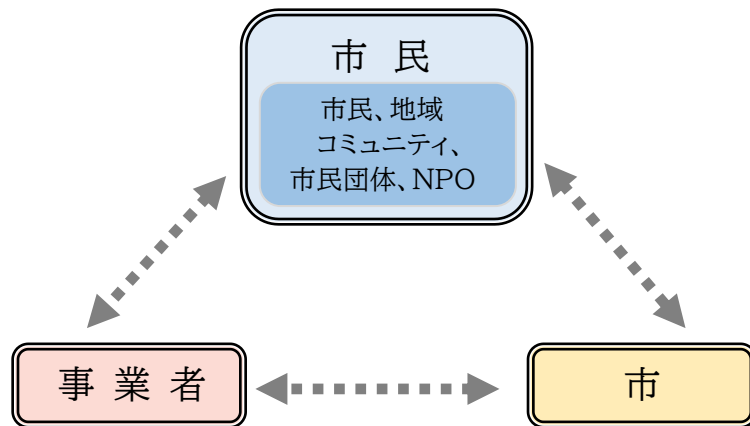 市 民
市民、地域
コミュニティ、
市民団体、NPO
事 業 者
市